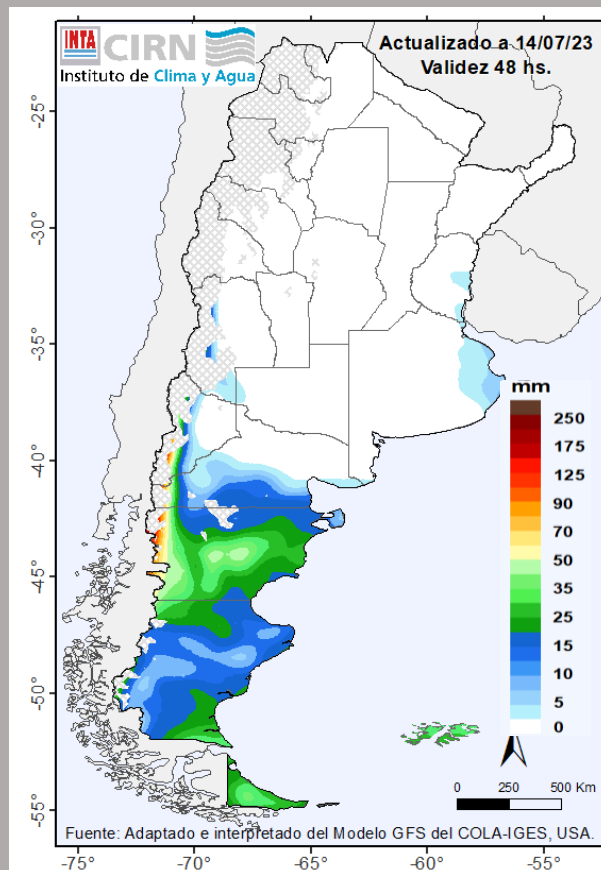 INTA CIRN
Instituto de Clima y Agua
Actualizado a 14/07/23
Validez 48 hs.
-25°
-30°
-35°
-40°
-45°
-50°
-55°
mm
250
175
125
90
70
50
35
25
15
10
5
0
0 250 500 Km
Fuente: Adaptado e interpretado del Modelo GFS del COLA-IGES, USA.
-75° -70° -65° -60° -55°